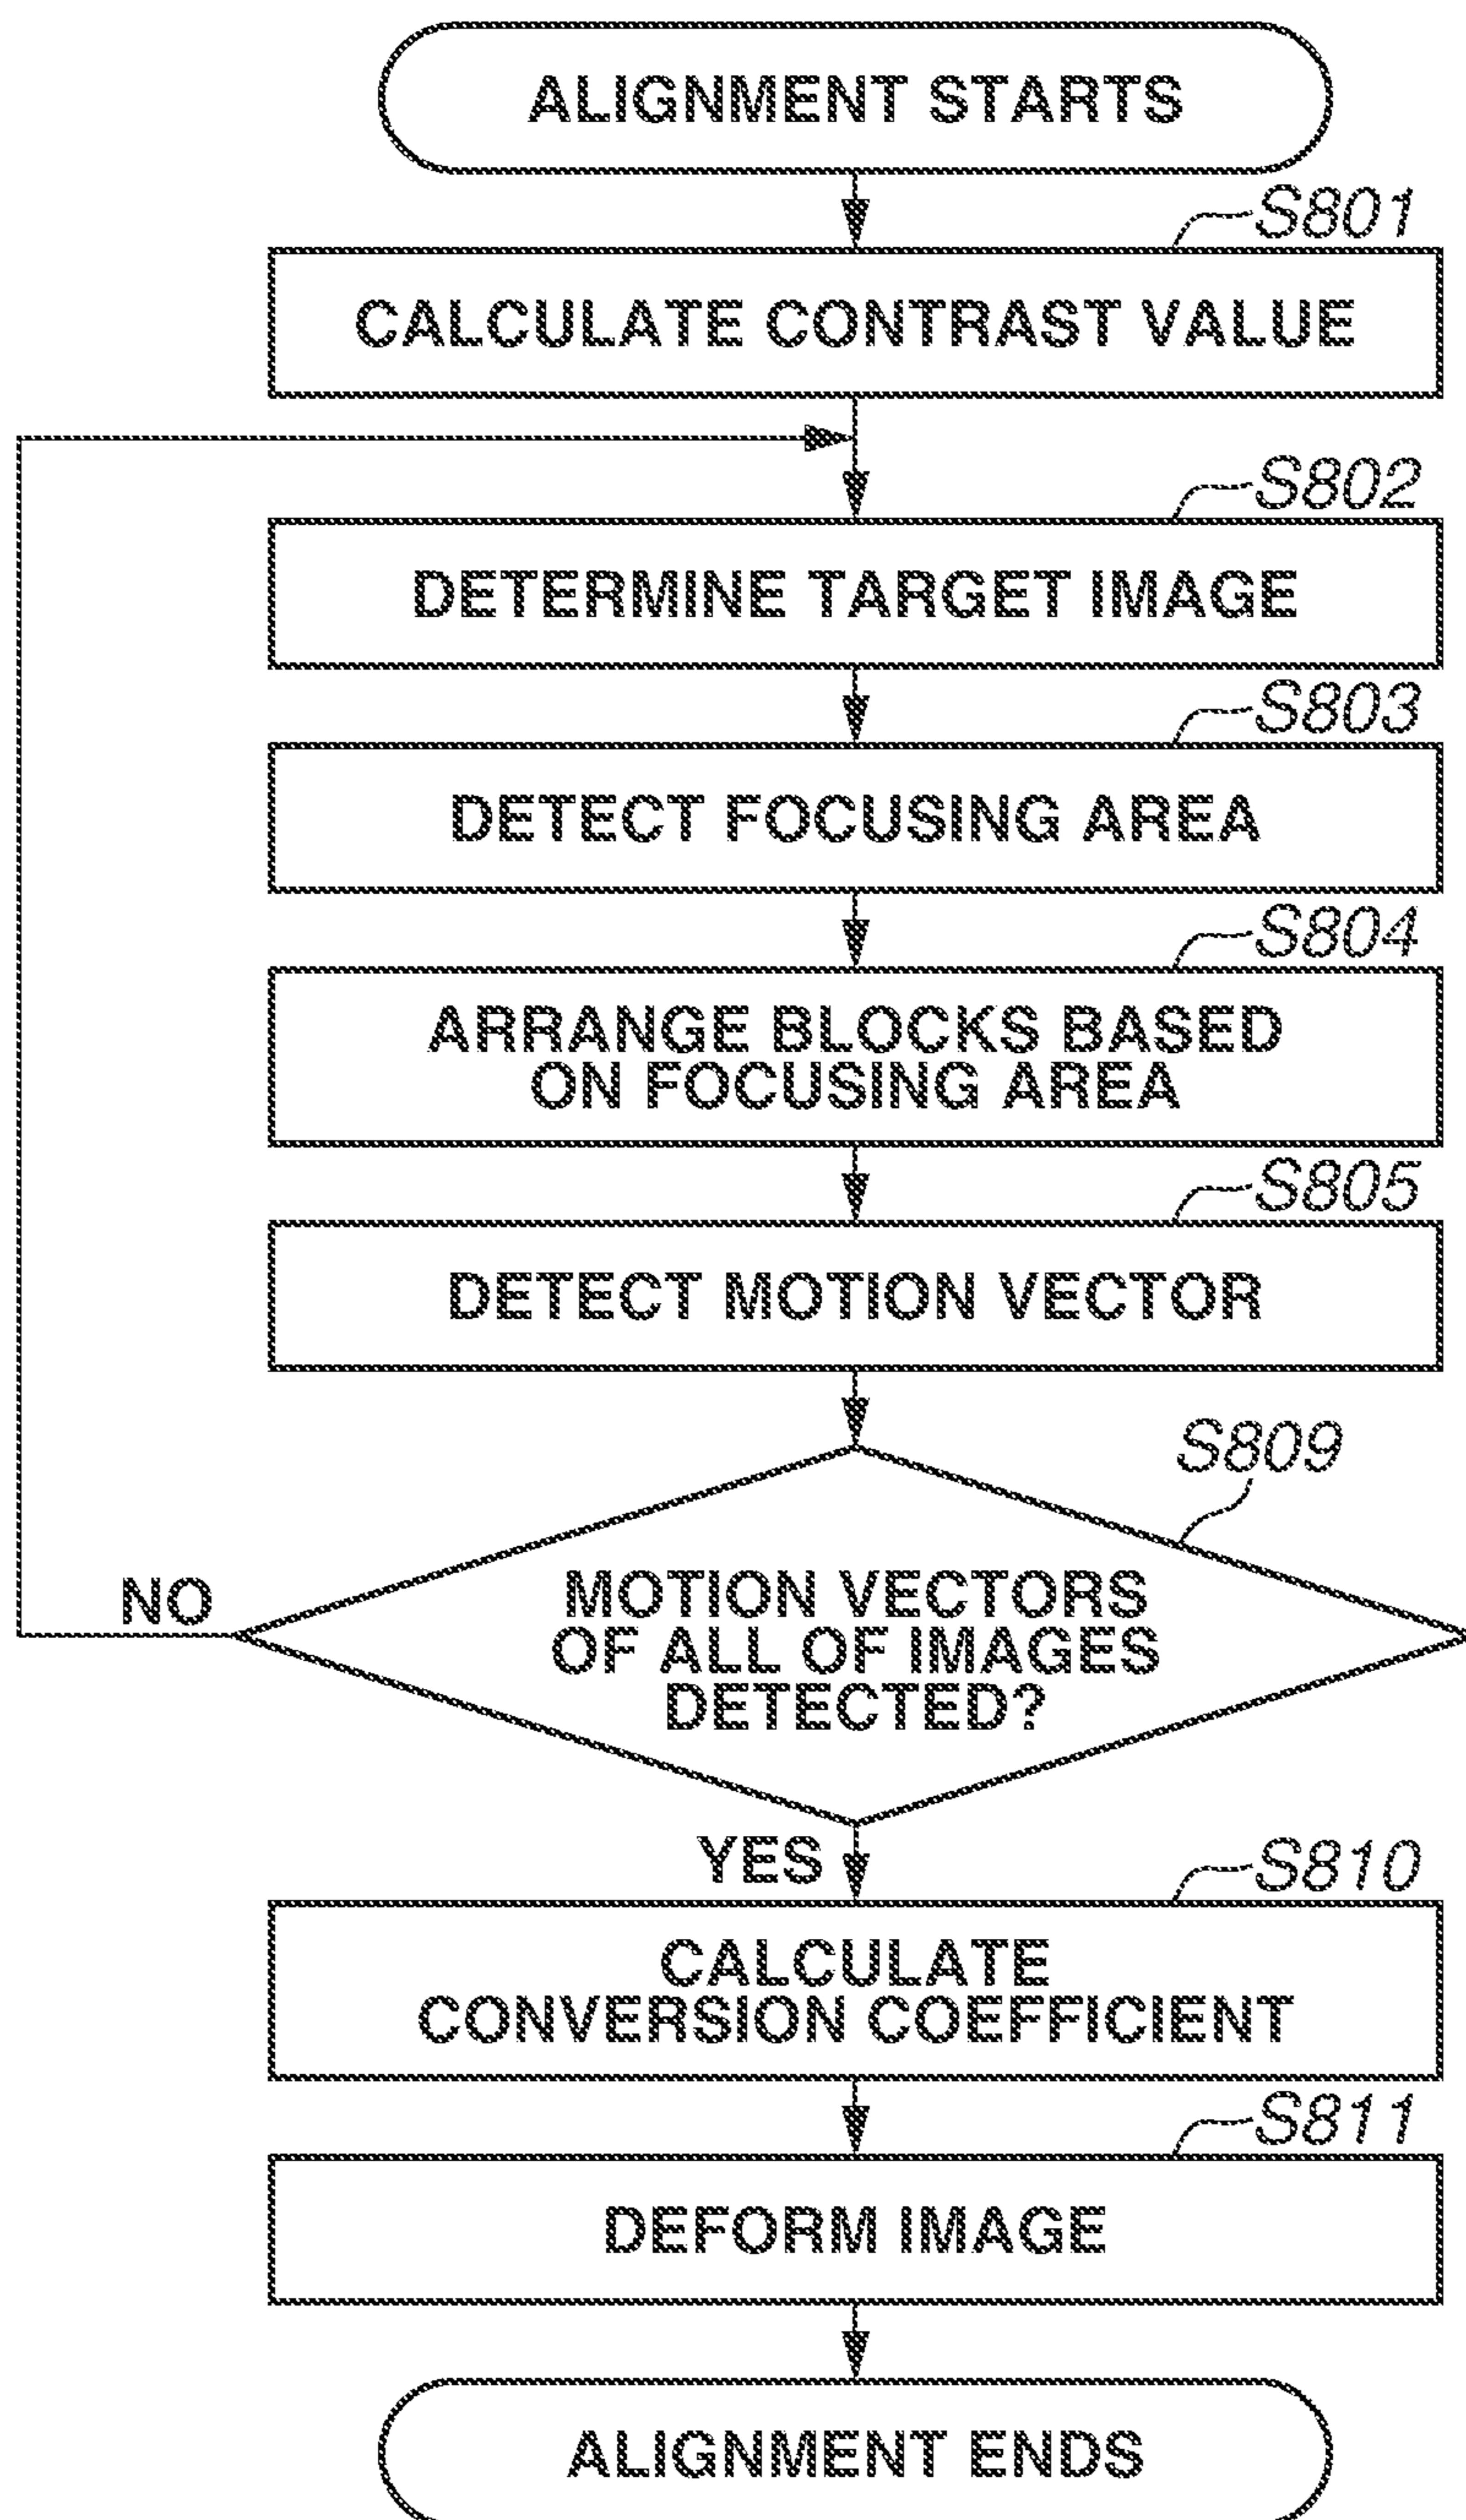 ALIGNMENT STARTS
S801
CALCULATE CONTRAST VALUE
S802
DETERMINE TARGET IMAGE
S803
DETECT FOCUSING AREA
S804
ARRANGE BLOCKS BASED
ON FOCUSING AREA
S805
DETECT MOTION VECTOR
S809
MOTION VECTORS
OF ALL OF IMAGES
DETECTED?
NO
YES
S810
CALCULATE
CONVERSION COEFFICIENT
S811
DEFORM IMAGE
ALIGNMENT ENDS